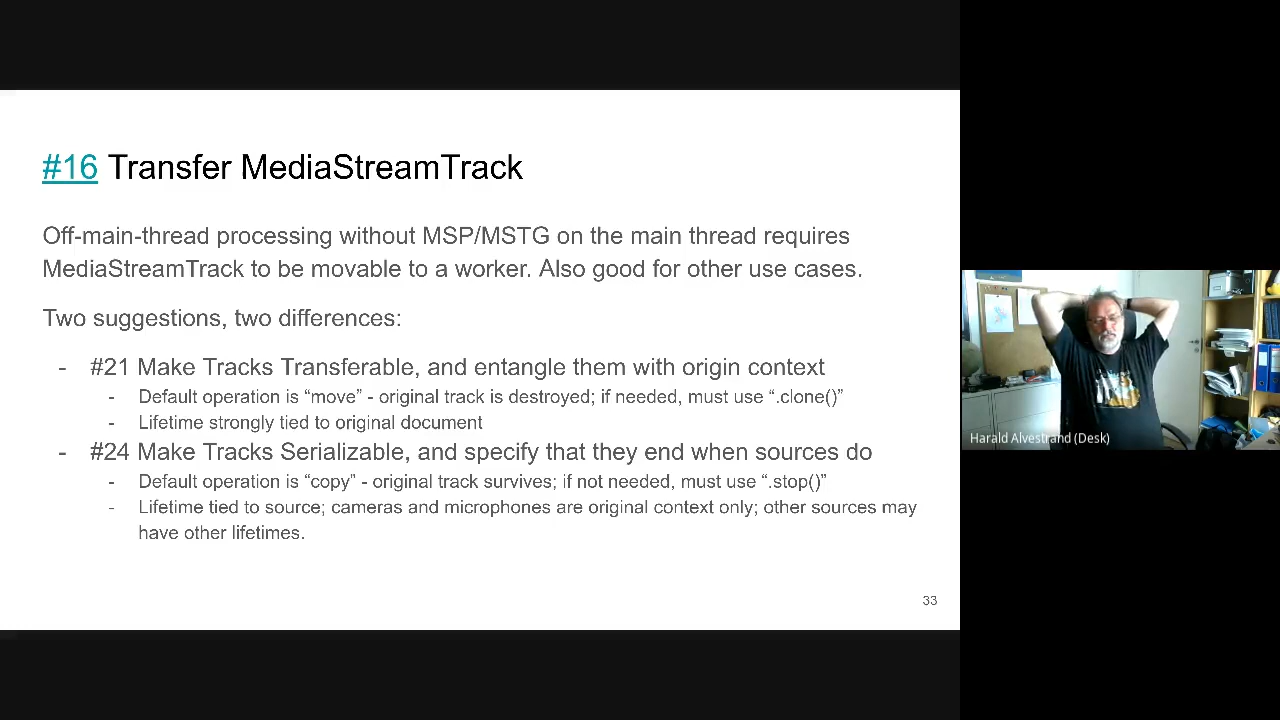 #16 Transfer MediaStreamTrack
Off-main-thread processing without MSP/MSTG on the main thread requires
MediaStreamTrack to be movable to a worker. Also good for other use cases.
Two suggestions, two differences:
- #21 Make Tracks Transferable, and entangle them with origin context
- Default operation is “move” - original track is destroyed; if needed, must use “.clone()”
- Lifetime strongly tied to original document
- #24 Make Tracks Serializable, and specify that they end when sources do
- Default operation is “copy” - original track survives; if not needed, must use “.stop()”
- Lifetime tied to source; cameras and microphones are original context only; other sources may
have other lifetimes.
33
Harald Alvestrand (Desk)